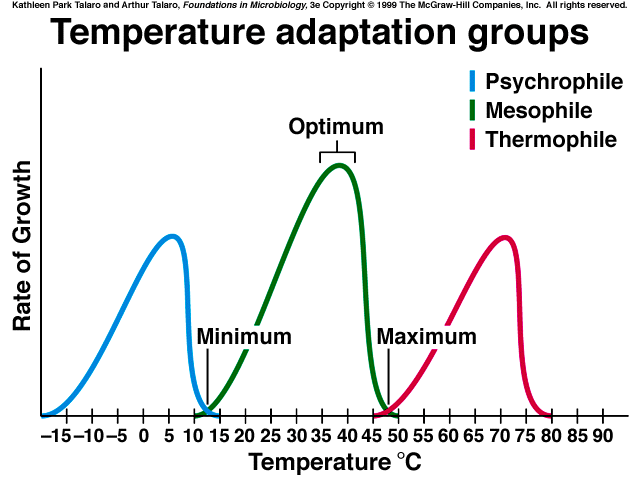 Kathleen Park Talaro and Arthur Talaro, Foundations in Microbiology, 3e Copyright © 1999 The McGraw-Hill Companies, Inc. All rights reserved.
Temperature adaptation groups
Psychrophile
Mesophile
Thermophile
Optimum
Rate of Growth
Minimum
Maximum
–15 –10 –5 0 5 10 15 20 25 30 35 40 45 50 55 60 65 70 75 80 85 90
Temperature °C